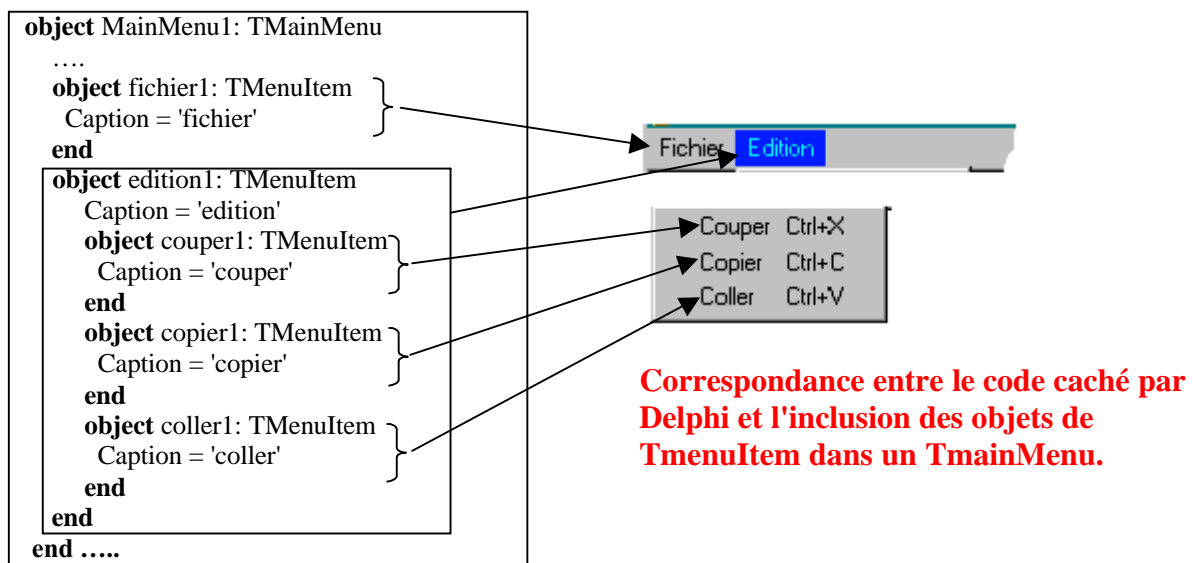 object MainMenu1: TMainMenu
….
object fichier1: TMenuItem
Caption = 'fichier'
end
object edition1: TMenuItem
Caption = 'edition'
object couper1: TMenuItem
Caption = 'couper'
end
object copier1: TMenuItem
Caption = 'copier'
end
object coller1: TMenuItem
Caption = 'coller'
end
end
end …..
Fichier Edition
Couper Ctrl+X
Copier Ctrl+C
Coller Ctrl+V
Correspondance entre le code caché par
Delphi et l'inclusion des objets de
TmenuItem dans un TmainMenu.